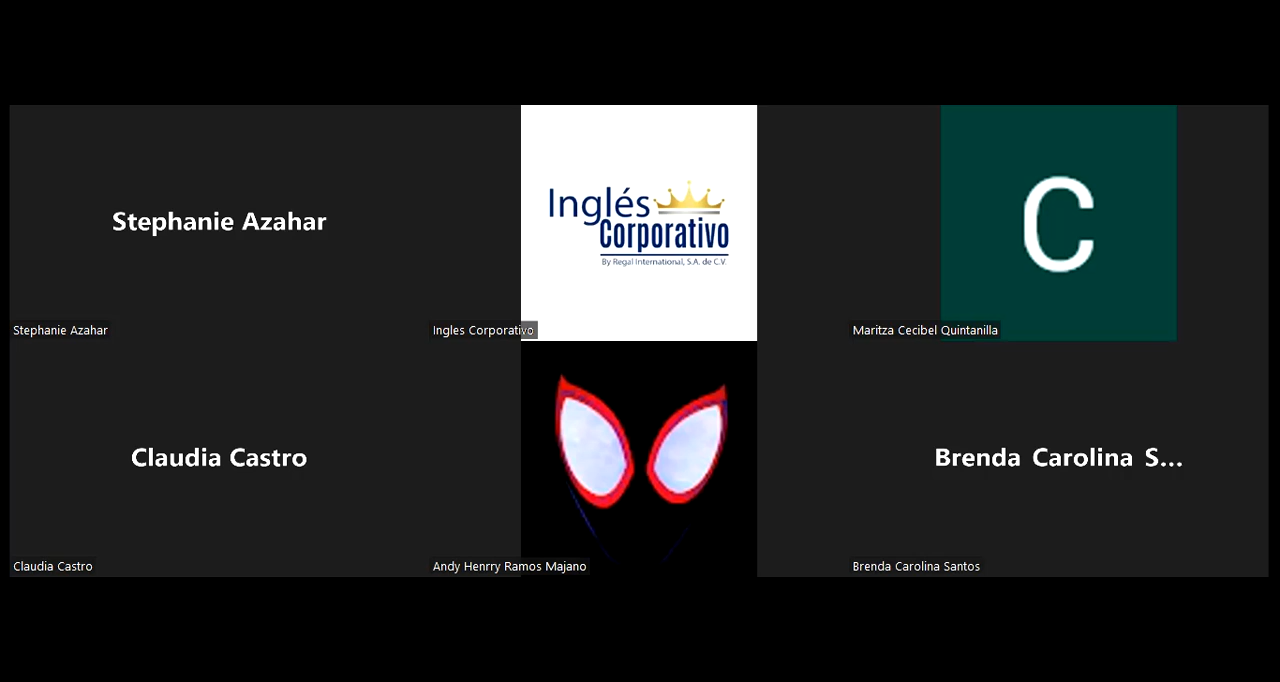 Stephanie Azahar
Stephanie Azahar
Inglés
Corporativo
By Regal International, S.A. de C.V.
Ingles Corporativo
C
Maritza Cecibel Quintanilla
Claudia Castro
Claudia Castro
Andy Henrry Ramos Majano
Brenda Carolina S...
Brenda Carolina Santos